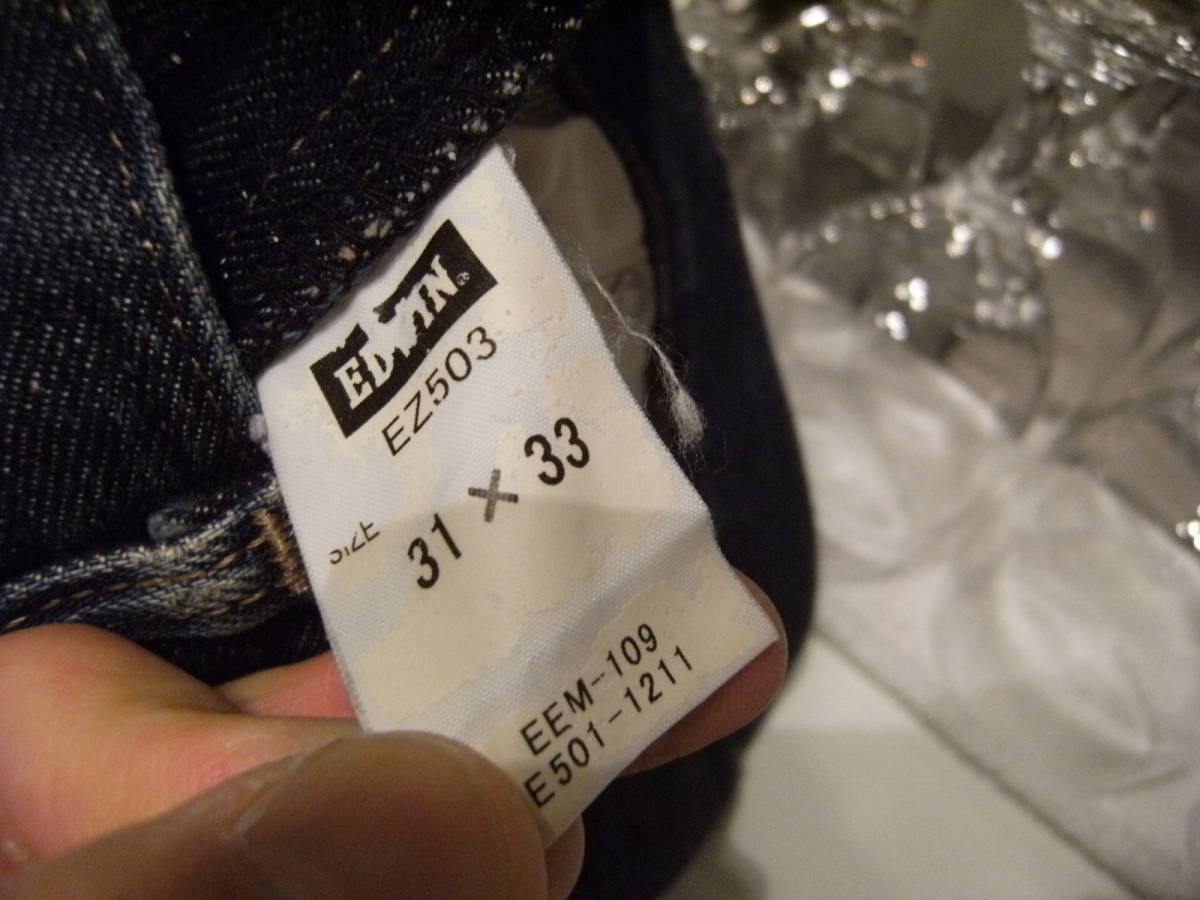 EDWIN®
EZ503
SIZE
31 × 33
EEM-109
E501-1211